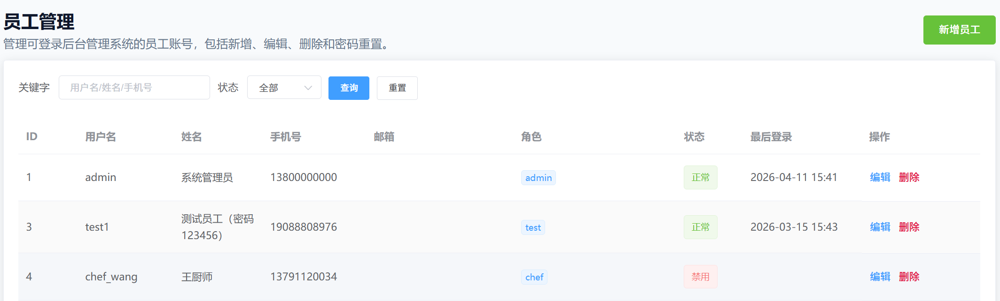 员工管理
新增员工
管理可登录后台管理系统的员工账号，包括新增、编辑、删除和密码重置。
关键字 用户名/姓名/手机号 状态 全部 查询 重置
ID 用户名 姓名 手机号 邮箱 角色 状态 最后登录 操作
1 admin 系统管理员 13800000000 admin 正常 2026-04-11 15:41 编辑 删除
3 test1 测试员工（密码 19088808976 test 正常 2026-03-15 15:43 编辑 删除
123456）
4 chef_wang 王厨师 13791120034 chef 禁用 编辑 删除